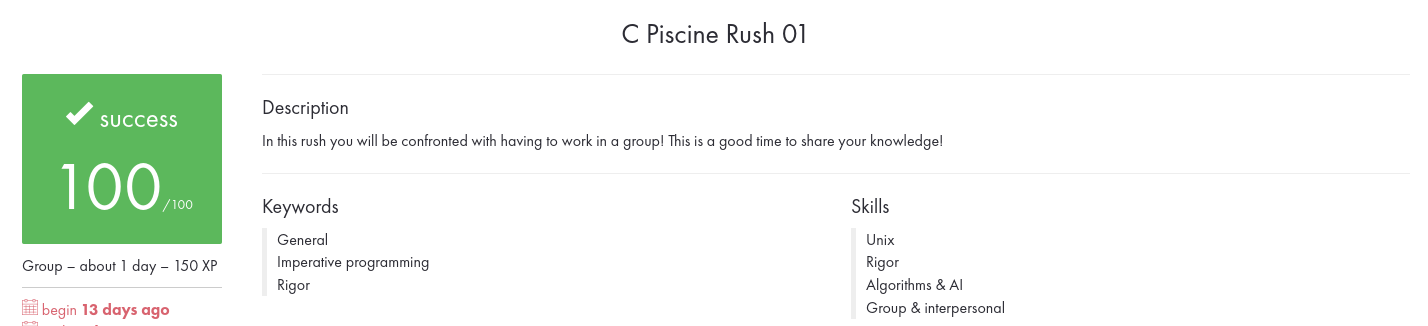 C Piscine Rush 01
success
100/100
Group – about 1 day – 150 XP
begin 13 days ago
Description
In this rush you will be confronted with having to work in a group! This is a good time to share your knowledge!
Keywords
General
Imperative programming
Rigor
Skills
Unix
Rigor
Algorithms & AI
Group & interpersonal